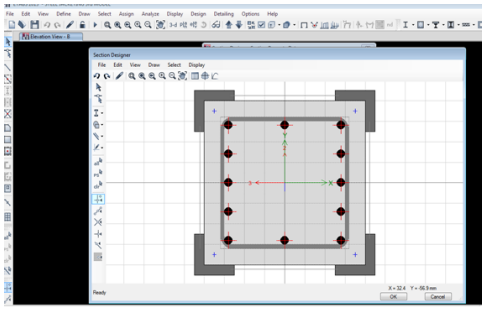 File Edit View Define Draw Select Assign Analyze Display Design Detailing Options Help
Elevation View - B
Section Designer
File Edit View Draw Select Display
Y
2
3
X
Ready
X = 32.4 Y = -56.9 mm
OK Cancel